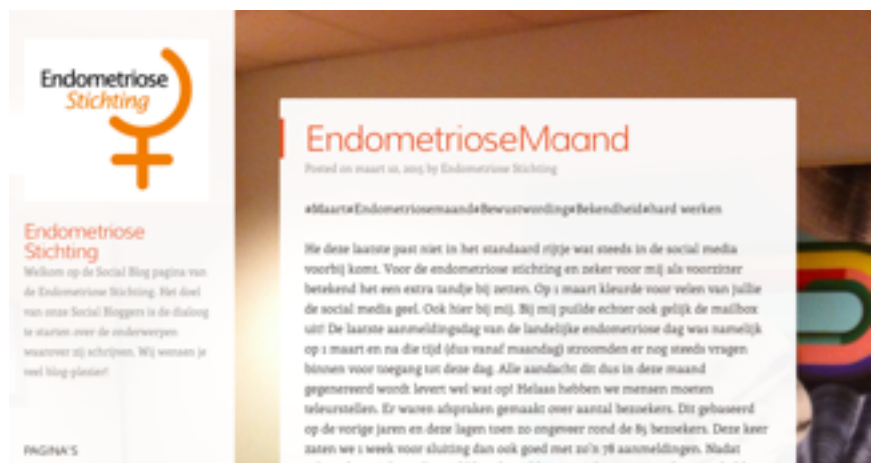 Endometriose
Stichting
Endometriose
Stichting
Welkom op de Social Blog pagina van
de Endometriose Stichting. Het doel
van onze Social Bloggers is de dialoog
te starten over de onderwerpen
waarover zij schrijven. Wij wensen je
veel blog-plezier!
PAGINA'S
EndometrioseMaand
Posted on maart 10, 2015 by Endometriose Stichting
#Maart#Endometriosemaand#Bewustwording#Bekendheid#hard werken
He deze laatste past niet in het standaard rijtje wat steeds in de social media
voorbij komt. Voor de endometriose stichting en zeker voor mij als voorzitter
betekend het een extra tandje bij zetten. Op 1 maart kleurde voor velen van jullie
de social media geel. Ook hier bij mij. Bij mij puilde echter ook gelijk de mailbox
uit! De laatste aanmeldingsdag van de landelijke endometriose dag was namelijk
op 1 maart en na die tijd (dus vanaf maandag) stroomden er nog steeds vragen
binnen voor toegang tot deze dag. Alle aandacht dit dus in deze maand
gegenereerd wordt levert wel wat op! Helaas hebben we mensen moeten
teleurstellen. Er waren afspraken gemaakt over aantal bezoekers. Dit gebaseerd
op de vorige jaren en deze lagen toen zo ongeveer rond de 85 bezoekers. Deze keer
zaten we 1 week voor sluiting dan ook goed met zo'n 78 aanmeldingen. Nadat